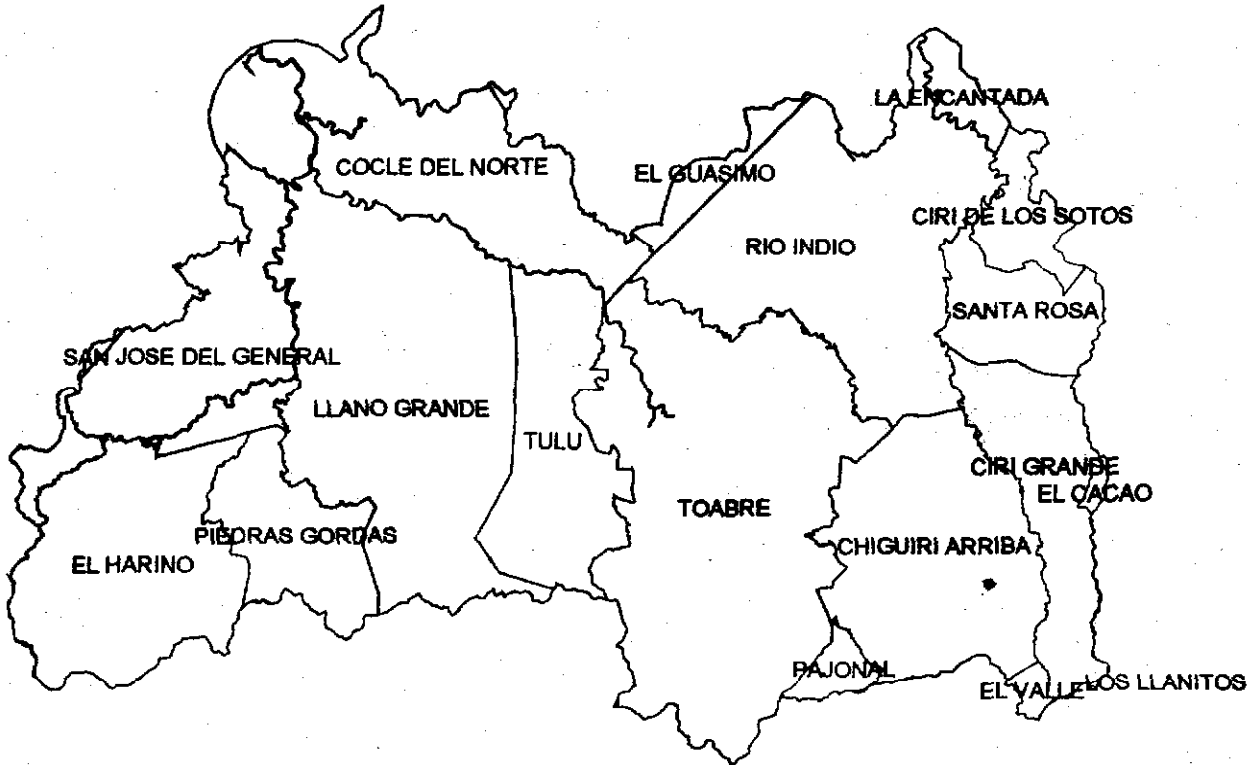 LA ENCANTADA
COCLE DEL NORTE
EL GUASIMO
CIRI DE LOS SOTOS
RIO INDIO
SANTA ROSA
SAN JOSE DEL GENERAL
LLANO GRANDE
TULU
CIRI GRANDE
EL CACAO
TOABRE
PIEDRAS GORDAS
CHIGUIRI ARRIBA
EL HARINO
PAJONAL
EL VALLE
LOS LLANITOS